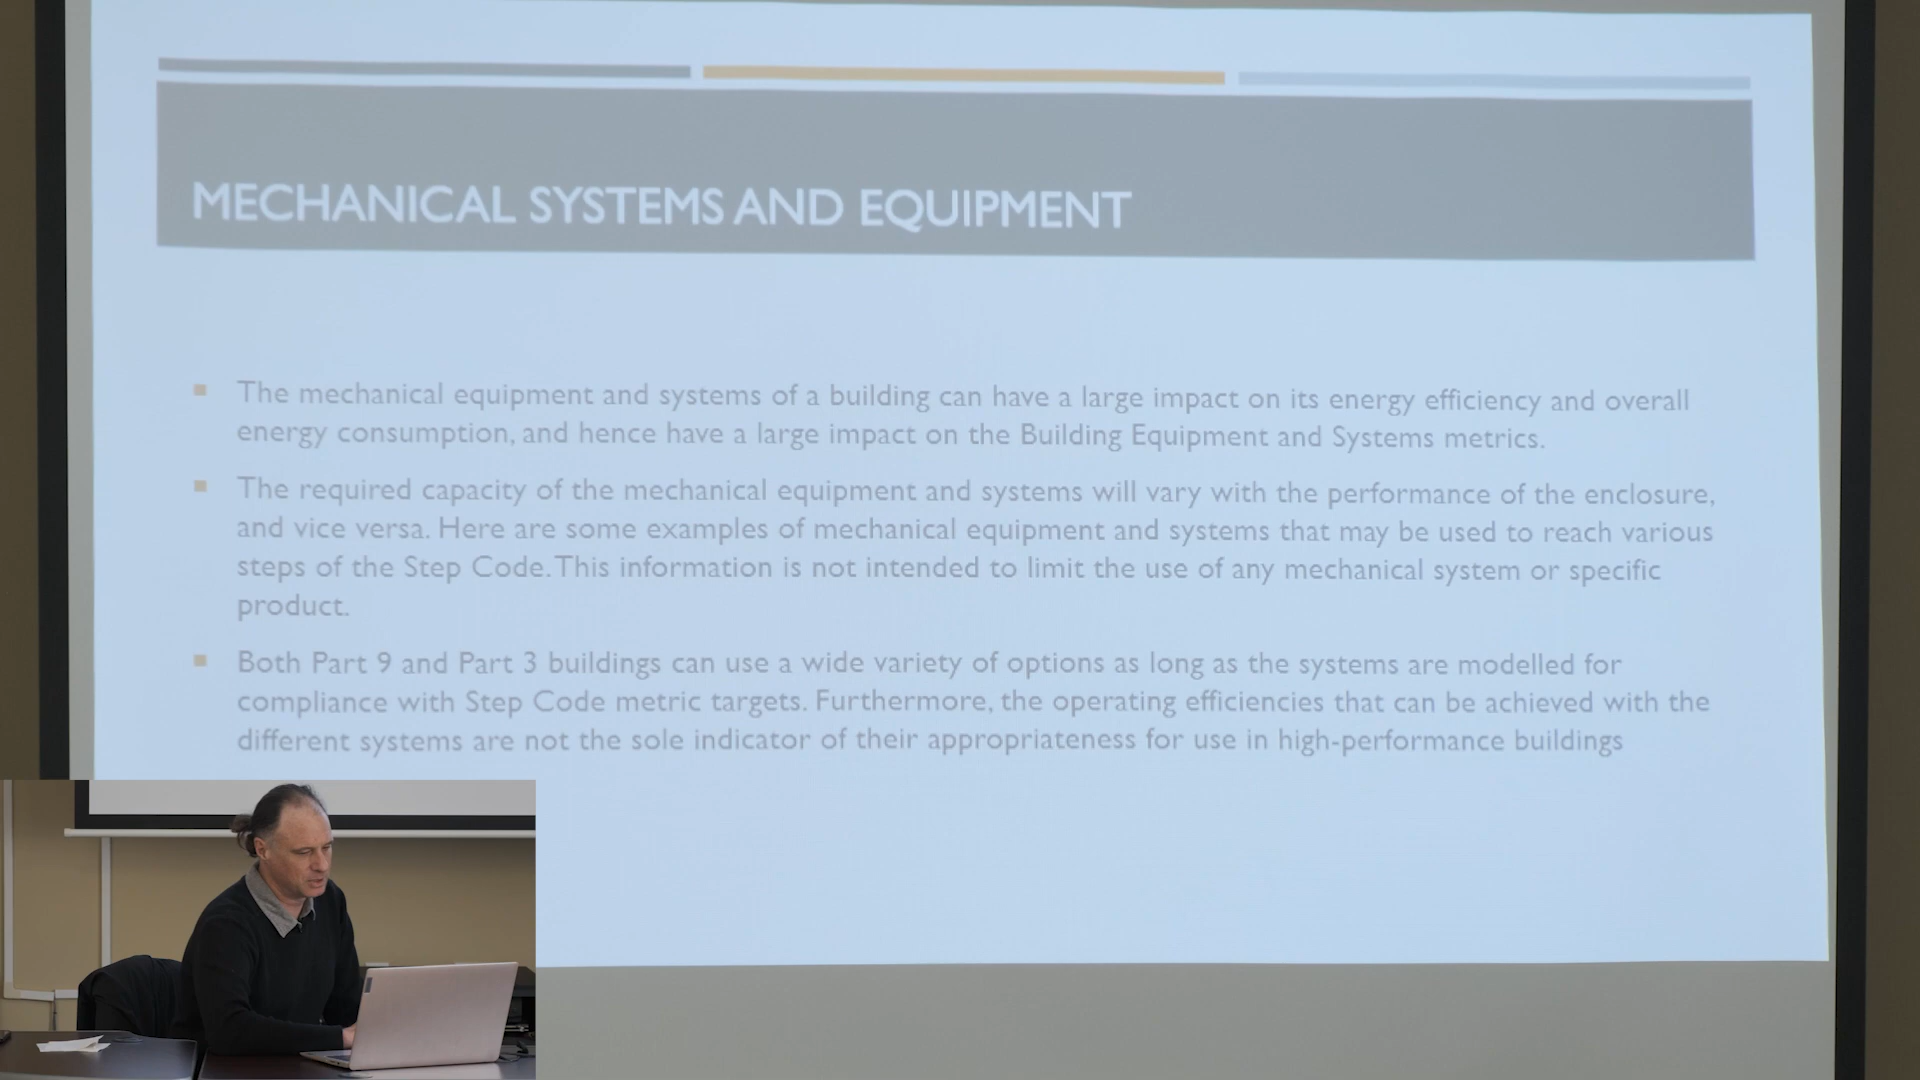 MECHANICAL SYSTEMS AND EQUIPMENT
The mechanical equipment and systems of a building can have a large impact on its energy efficiency and overall
energy consumption, and hence have a large impact on the Building Equipment and Systems metrics.
The required capacity of the mechanical equipment and systems will vary with the performance of the enclosure,
and vice versa. Here are some examples of mechanical equipment and systems that may be used to reach various
steps of the Step Code. This information is not intended to limit the use of any mechanical system or specific
product.
Both Part 9 and Part 3 buildings can use a wide variety of options as long as the systems are modelled for
compliance with Step Code metric targets. Furthermore, the operating efficiencies that can be achieved with the
different systems are not the sole indicator of their appropriateness for use in high-performance buildings